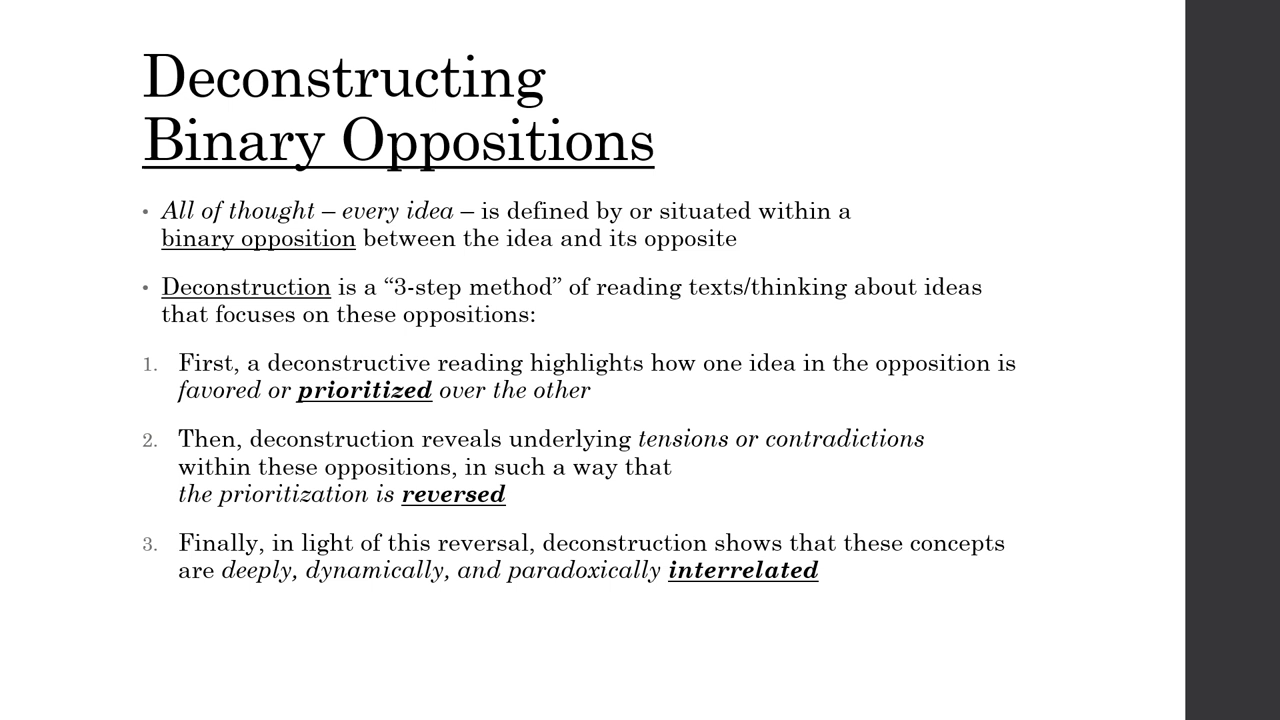 Deconstructing
Binary Oppositions
• All of thought – every idea – is defined by or situated within a
binary opposition between the idea and its opposite
• Deconstruction is a “3-step method” of reading texts/thinking about ideas
that focuses on these oppositions:
1. First, a deconstructive reading highlights how one idea in the opposition is
favored or prioritized over the other
2. Then, deconstruction reveals underlying tensions or contradictions
within these oppositions, in such a way that
the prioritization is reversed
3. Finally, in light of this reversal, deconstruction shows that these concepts
are deeply, dynamically, and paradoxically interrelated